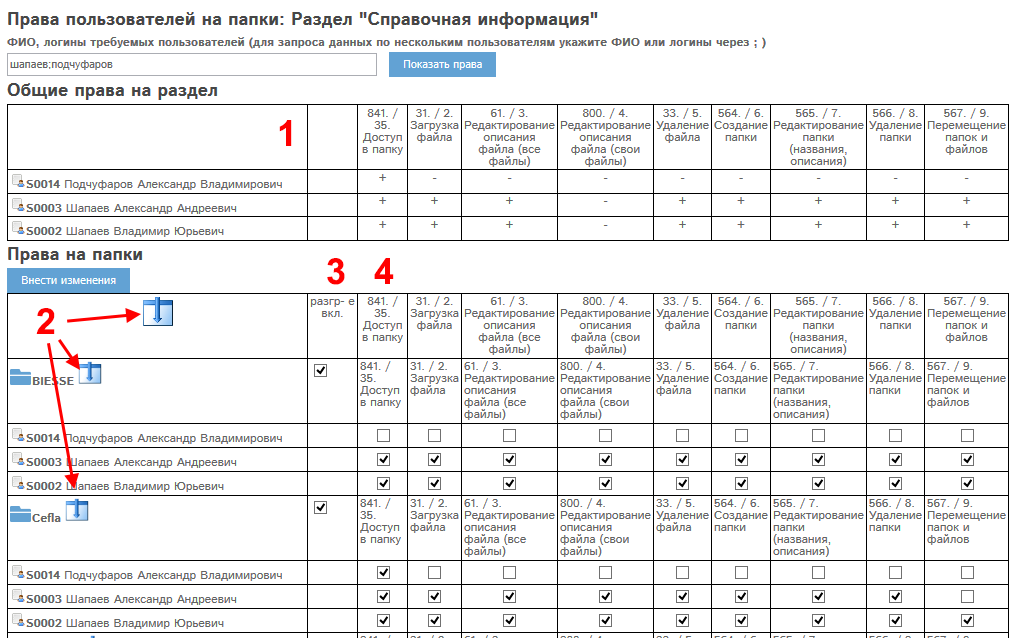 Права пользователей на папки: Раздел "Справочная информация"
ФИО, логины требуемых пользователей (для запроса данных по нескольким пользователям укажите ФИО или логины через ; )
шапаев;подчуфаров
Показать права
Общие права на раздел
1
841. / 35. Доступ в папку
31. / 2. Загрузка файла
61. / 3. Редактирование описания файла (все файлы)
800. / 4. Редактирование описания файла (свои файлы)
33. / 5. Удаление файла
564. / 6. Создание папки
565. / 7. Редактирование папки (названия, описания)
566. / 8. Удаление папки
567. / 9. Перемещение папок и файлов
S0014 Подчуфаров Александр Владимирович + - - - - - - - -
S0003 Шапаев Александр Андреевич + + + - + + + + +
S0002 Шапаев Владимир Юрьевич + + + - + + + + +
Права на папки
Внести изменения
3
4
2
разгр- е вкл.
841. / 35. Доступ в папку
31. / 2. Загрузка файла
61. / 3. Редактирование описания файла (все файлы)
800. / 4. Редактирование описания файла (свои файлы)
33. / 5. Удаление файла
564. / 6. Создание папки
565. / 7. Редактирование папки (названия, описания)
566. / 8. Удаление папки
567. / 9. Перемещение папок и файлов
BIESSE
841. / 35. Доступ в папку
31. / 2. Загрузка файла
61. / 3. Редактирование описания файла (все файлы)
800. / 4. Редактирование описания файла (свои файлы)
33. / 5. Удаление файла
564. / 6. Создание папки
565. / 7. Редактирование папки (названия, описания)
566. / 8. Удаление папки
567. / 9. Перемещение папок и файлов
S0014 Подчуфаров Александр Владимирович
S0003 Шапаев Александр Андреевич
S0002 Шапаев Владимир Юрьевич
Cefla
841. / 35. Доступ в папку
31. / 2. Загрузка файла
61. / 3. Редактирование описания файла (все файлы)
800. / 4. Редактирование описания файла (свои файлы)
33. / 5. Удаление файла
564. / 6. Создание папки
565. / 7. Редактирование папки (названия, описания)
566. / 8. Удаление папки
567. / 9. Перемещение папок и файлов
S0014 Подчуфаров Александр Владимирович
S0003 Шапаев Александр Андреевич
S0002 Шапаев Владимир Юрьевич